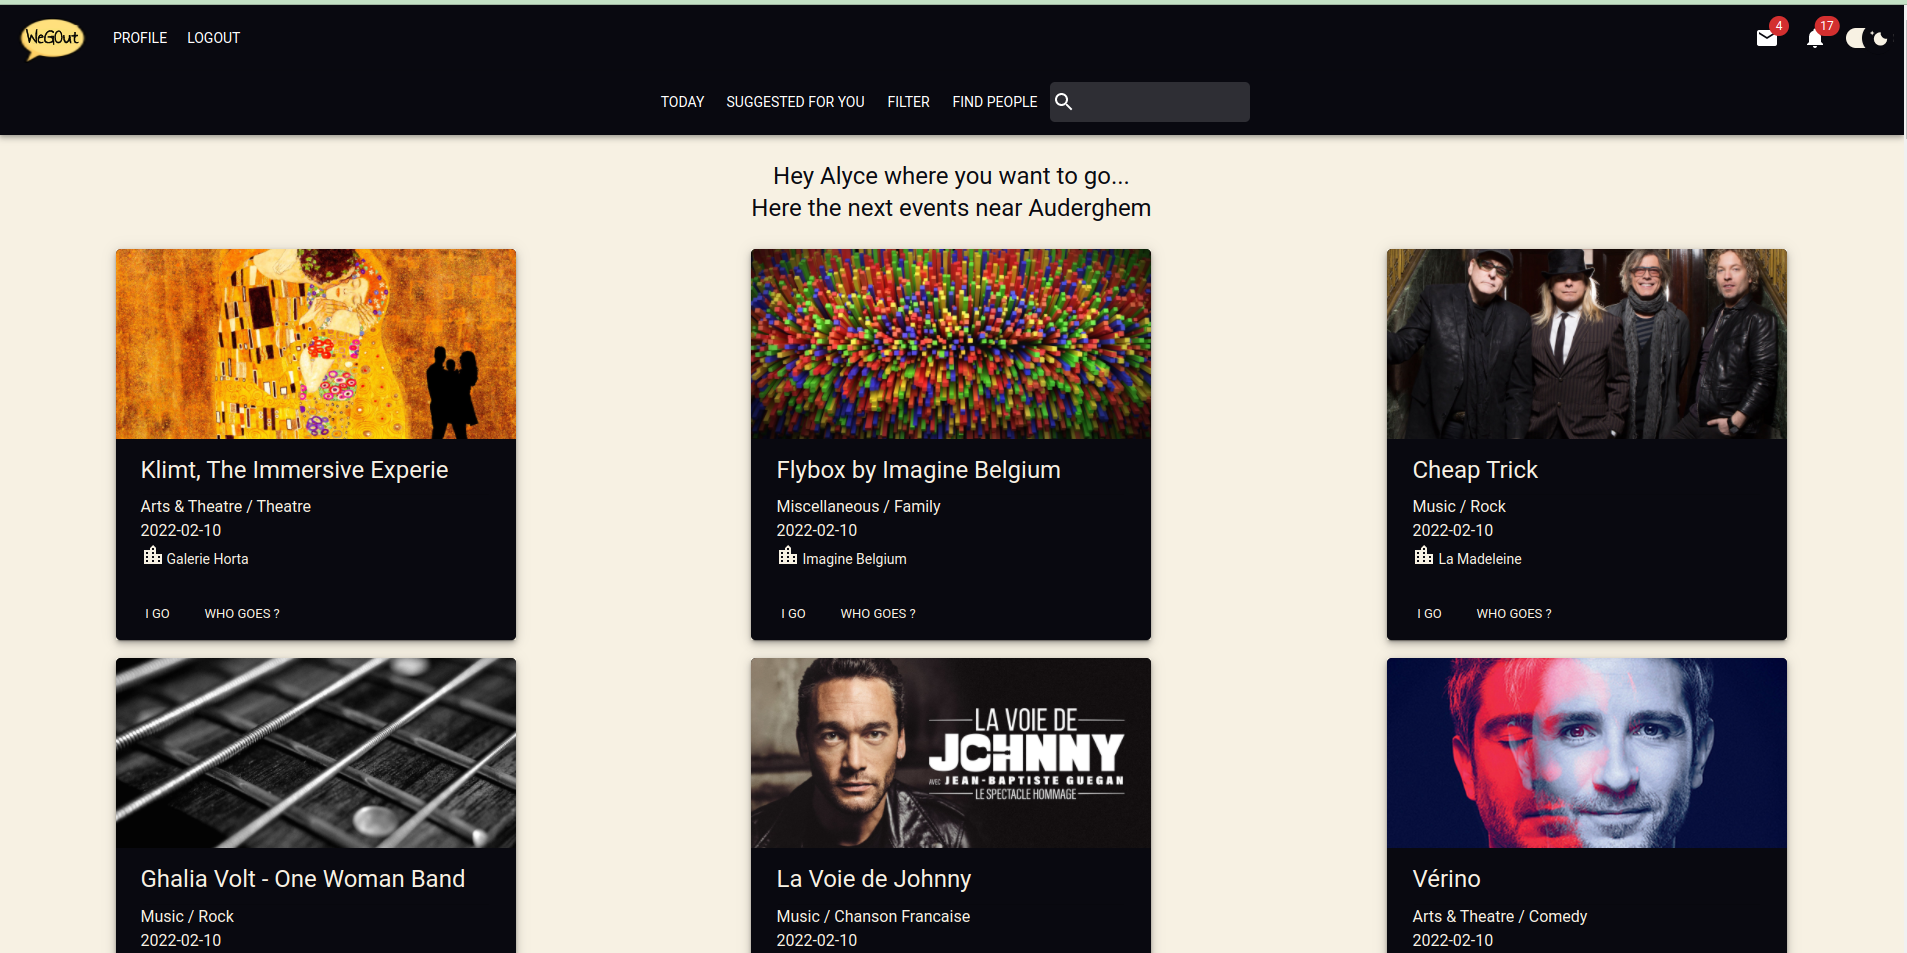 WeGOut
PROFILE LOGOUT
4 17
TODAY SUGGESTED FOR YOU FILTER FIND PEOPLE
Hey Alyce where you want to go...
Here the next events near Auderghem
Klimt, The Immersive Experie
Arts & Theatre / Theatre
2022-02-10
Galerie Horta
I GO WHO GOES ?
Flybox by Imagine Belgium
Miscellaneous / Family
2022-02-10
Imagine Belgium
I GO WHO GOES ?
Cheap Trick
Music / Rock
2022-02-10
La Madeleine
I GO WHO GOES ?
Ghalia Volt - One Woman Band
Music / Rock
2022-02-10
LA VOIE DE
JOHNNY
AVEC JEAN-BAPTISTE GUEGAN
LE SPECTACLE HOMMAGE
La Voie de Johnny
Music / Chanson Francaise
2022-02-10
Vérino
Arts & Theatre / Comedy
2022-02-10